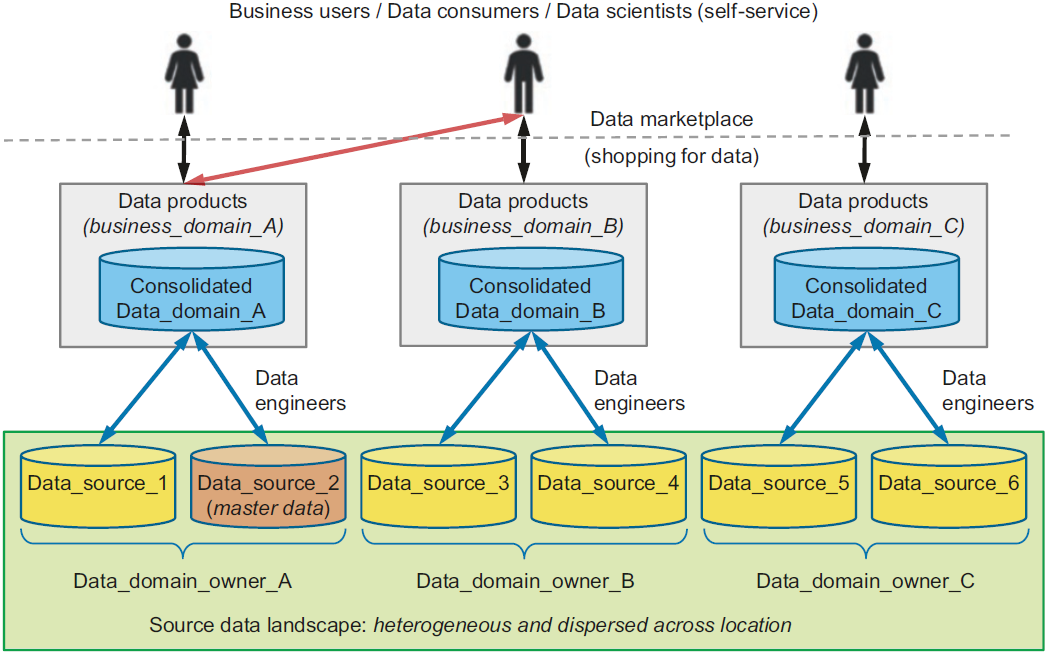 Business users / Data consumers / Data scientists (self-service)
Data marketplace
(shopping for data)
Data products
(business_domain_A)
Data products
(business_domain_B)
Data products
(business_domain_C)
Consolidated
Data_domain_A
Consolidated
Data_domain_B
Consolidated
Data_domain_C
Data
engineers
Data
engineers
Data
engineers
Data_source_1
Data_source_2
(master data)
Data_source_3
Data_source_4
Data_source_5
Data_source_6
Data_domain_owner_A
Data_domain_owner_B
Data_domain_owner_C
Source data landscape: heterogeneous and dispersed across location